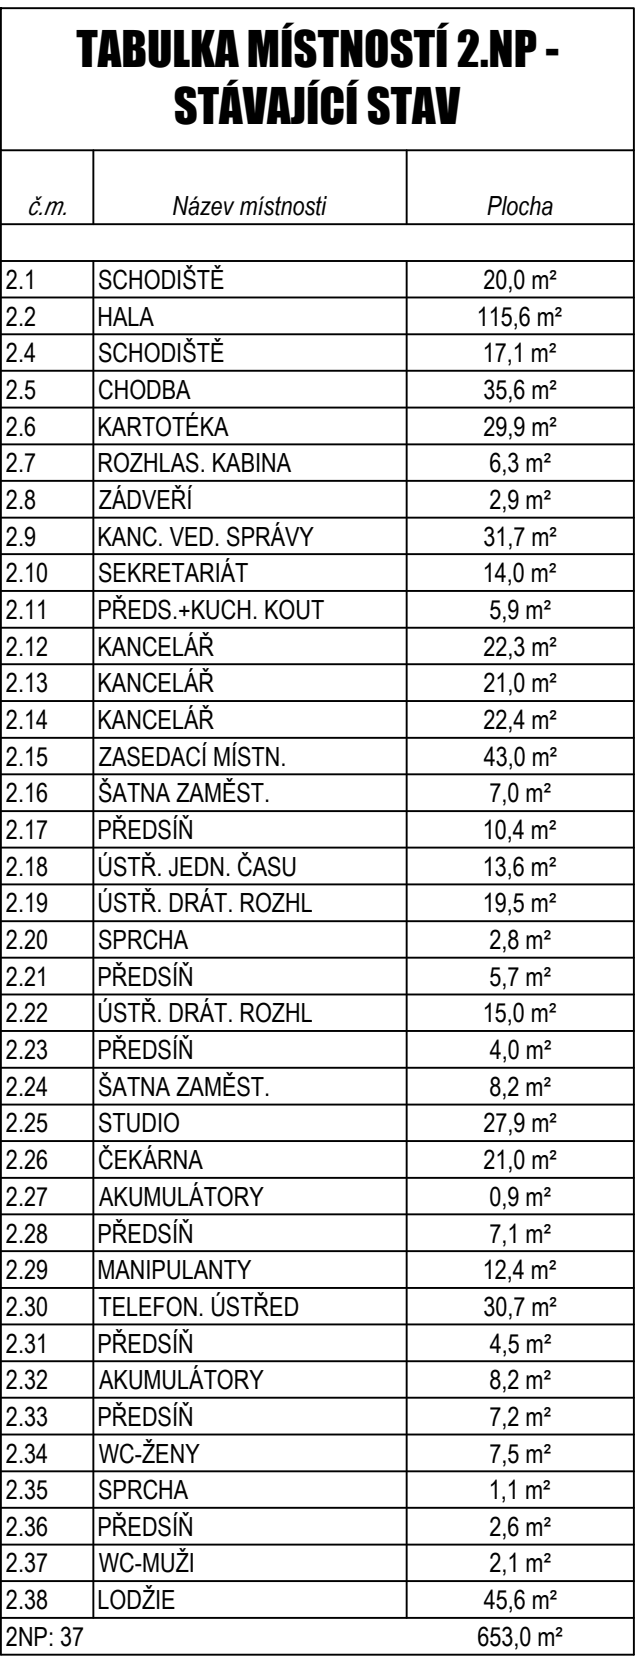 TABULKA MÍSTNOSTÍ 2.NP -
STÁVAJÍCÍ STAV
č.m. Název místnosti Plocha
2.1 SCHODIŠTĚ 20,0 m²
2.2 HALA 115,6 m²
2.4 SCHODIŠTĚ 17,1 m²
2.5 CHODBA 35,6 m²
2.6 KARTOTÉKA 29,9 m²
2.7 ROZHLAS. KABINA 6,3 m²
2.8 ZÁDVEŘÍ 2,9 m²
2.9 KANC. VED. SPRÁVY 31,7 m²
2.10 SEKRETARIÁT 14,0 m²
2.11 PŘEDS.+KUCH. KOUT 5,9 m²
2.12 KANCELÁŘ 22,3 m²
2.13 KANCELÁŘ 21,0 m²
2.14 KANCELÁŘ 22,4 m²
2.15 ZASEDACÍ MÍSTN. 43,0 m²
2.16 ŠATNA ZAMĚST. 7,0 m²
2.17 PŘEDSÍŇ 10,4 m²
2.18 ÚSTŘ. JEDN. ČASU 13,6 m²
2.19 ÚSTŘ. DRÁT. ROZHL 19,5 m²
2.20 SPRCHA 2,8 m²
2.21 PŘEDSÍŇ 5,7 m²
2.22 ÚSTŘ. DRÁT. ROZHL 15,0 m²
2.23 PŘEDSÍŇ 4,0 m²
2.24 ŠATNA ZAMĚST. 8,2 m²
2.25 STUDIO 27,9 m²
2.26 ČEKÁRNA 21,0 m²
2.27 AKUMULÁTORY 0,9 m²
2.28 PŘEDSÍŇ 7,1 m²
2.29 MANIPULANTY 12,4 m²
2.30 TELEFON. ÚSTŘED 30,7 m²
2.31 PŘEDSÍŇ 4,5 m²
2.32 AKUMULÁTORY 8,2 m²
2.33 PŘEDSÍŇ 7,2 m²
2.34 WC-ŽENY 7,5 m²
2.35 SPRCHA 1,1 m²
2.36 PŘEDSÍŇ 2,6 m²
2.37 WC-MUŽI 2,1 m²
2.38 LODŽIE 45,6 m²
2NP: 37 653,0 m²